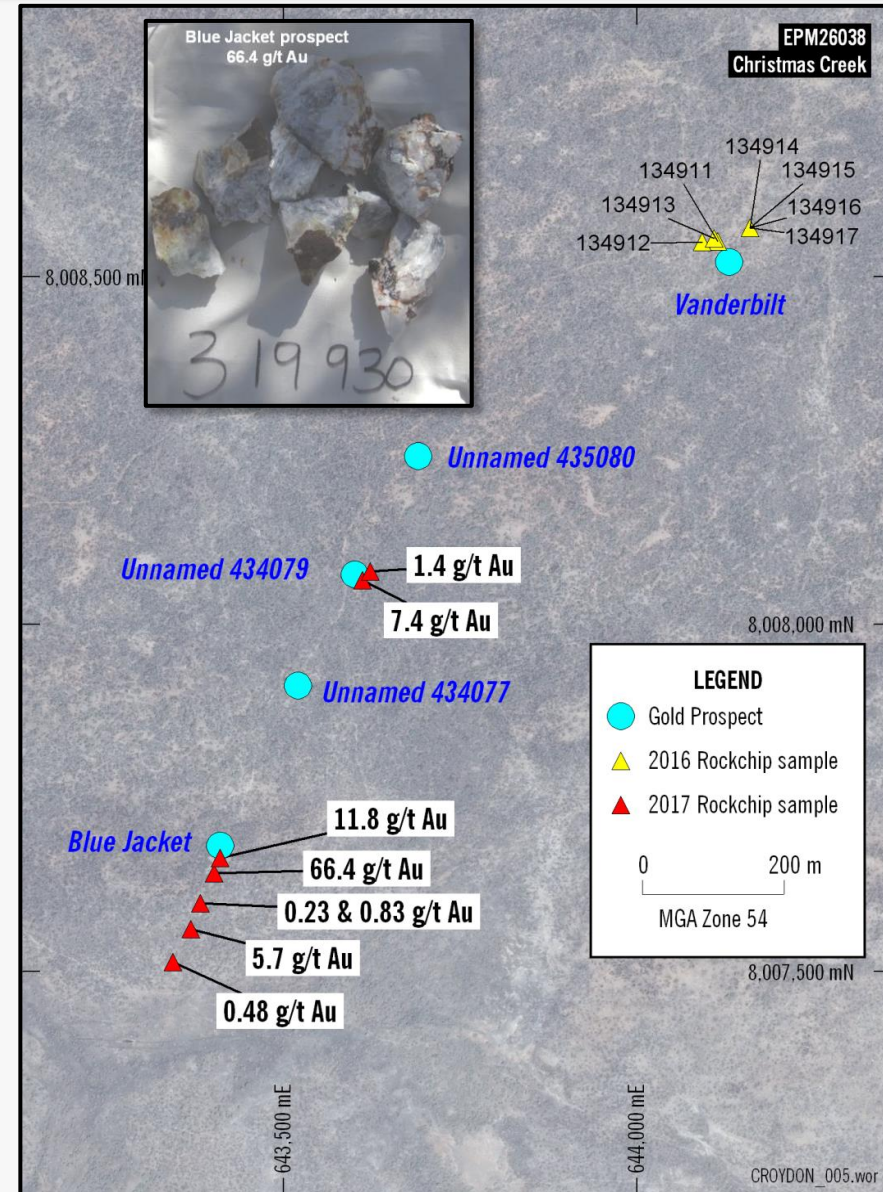 Blue Jacket prospect
66.4 g/t Au
319930
EPM26038
Christmas Creek
134914
134911
134915
134913
134916
134912
134917
8,008,500 mN
Vanderbilt
Unnamed 435080
Unnamed 434079
1.4 g/t Au
7.4 g/t Au
8,008,000 mN
Unnamed 434077
LEGEND
Gold Prospect
2016 Rockchip sample
2017 Rockchip sample
0 200 m
MGA Zone 54
Blue Jacket
11.8 g/t Au
66.4 g/t Au
0.23 & 0.83 g/t Au
5.7 g/t Au
0.48 g/t Au
8,007,500 mN
643,500 mE
644,000 mE
CROYDON_005.wor